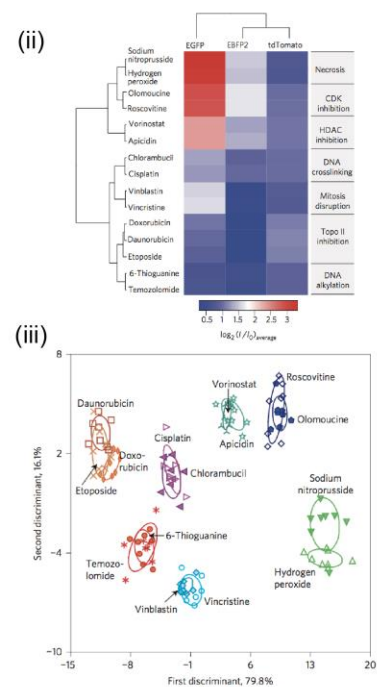 (ii)
EGFP EBFP2 tdTomato
Sodium
nitroprusside
Hydrogen
peroxide
Necrosis
Olomoucine
Roscovitine
CDK
inhibition
Vorinostat
Apicidin
HDAC
inhibition
Chlorambucil
Cisplatin
DNA
crosslinking
Vinblastin
Vincristine
Mitosis
disruption
Doxorubicin
Daunorubicin
Etoposide
Topo II
inhibition
6-Thioguanine
Temozolomide
DNA
alkylation
0.5 1 1.5 2 2.5 3
log2 (I/I0)average
(iii)
8
2
-4
-10
Second discriminant, 16.1%
Daunorubicin
Doxo-
rubicin
Etoposide
Cisplatin
Chlorambucil
Vorinostat
Apicidin
Roscovitine
Olomoucine
Sodium
nitroprusside
Hydrogen
peroxide
6-Thioguanine
Temozo-
lomide
Vinblastin
Vincristine
-15 -8 -1 6 13 20
First discriminant, 79.8%